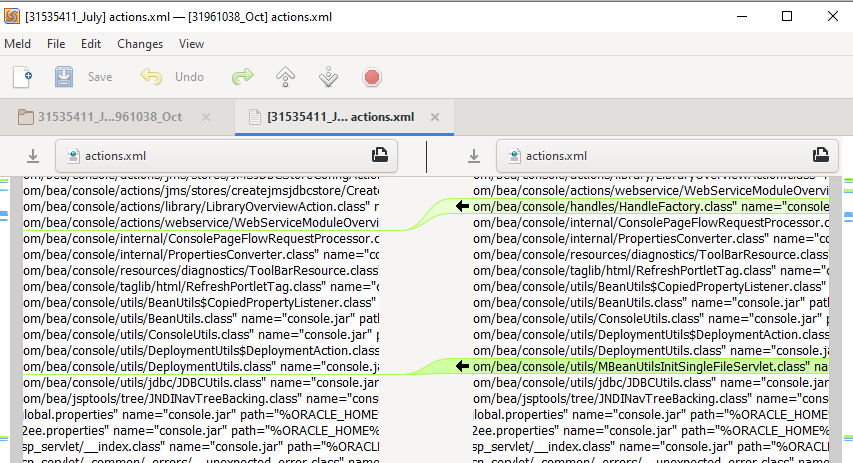 [31535411_July] actions.xml — [31961038_Oct] actions.xml
Meld File Edit Changes View
Save Undo
31535411_J...961038_Oct
[31535411_J... actions.xml
actions.xml
actions.xml
om/bea/console/actions/jms/stores/createjmsjdbcstore/Create
om/bea/console/actions/library/LibraryOverviewAction.class" n
om/bea/console/actions/webservice/WebServiceModuleOvervi
om/bea/console/internal/ConsolePageFlowRequestProcessor.c
om/bea/console/internal/PropertiesConverter.class" name="co
om/bea/console/resources/diagnostics/ToolBarResource.class
om/bea/console/taglib/html/RefreshPortletTag.class" name="c
om/bea/console/utils/BeanUtils$CopiedPropertyListener.class"
om/bea/console/utils/BeanUtils.class" name="console.jar" path
om/bea/console/utils/ConsoleUtils.class" name="console.jar" p
om/bea/console/utils/DeploymentUtils$DeploymentAction.clas
om/bea/console/utils/DeploymentUtils.class" name="console.ja
om/bea/console/utils/jdbc/JDBCUtils.class" name="console.jar
om/bea/jsptools/tree/JNDINavTreeBacking.class" name="cons
global.properties" name="console.jar" path="%ORACLE_HOME%
2ee.properties" name="console.jar" path="%ORACLE_HOME%
sp_servlet/__index.class" name="console.jar" path="%ORACL
om/bea/console/actions/webservice/WebServiceModuleOvervi
om/bea/console/handles/HandleFactory.class" name="console
om/bea/console/internal/ConsolePageFlowRequestProcessor.c
om/bea/console/internal/PropertiesConverter.class" name="co
om/bea/console/resources/diagnostics/ToolBarResource.class
om/bea/console/taglib/html/RefreshPortletTag.class" name="c
om/bea/console/utils/BeanUtils$CopiedPropertyListener.class"
om/bea/console/utils/BeanUtils.class" name="console.jar" path
om/bea/console/utils/ConsoleUtils.class" name="console.jar" p
om/bea/console/utils/DeploymentUtils$DeploymentAction.clas
om/bea/console/utils/DeploymentUtils.class" name="console.ja
om/bea/console/utils/MBeanUtilsInitSingleFileServlet.class" na
om/bea/console/utils/jdbc/JDBCUtils.class" name="console.jar
om/bea/jsptools/tree/JNDINavTreeBacking.class" name="cons
global.properties" name="console.jar" path="%ORACLE_HOME
2ee.properties" name="console.jar" path="%ORACLE_HOME%
sp_servlet/__index.class" name="console.jar" path="%ORACL